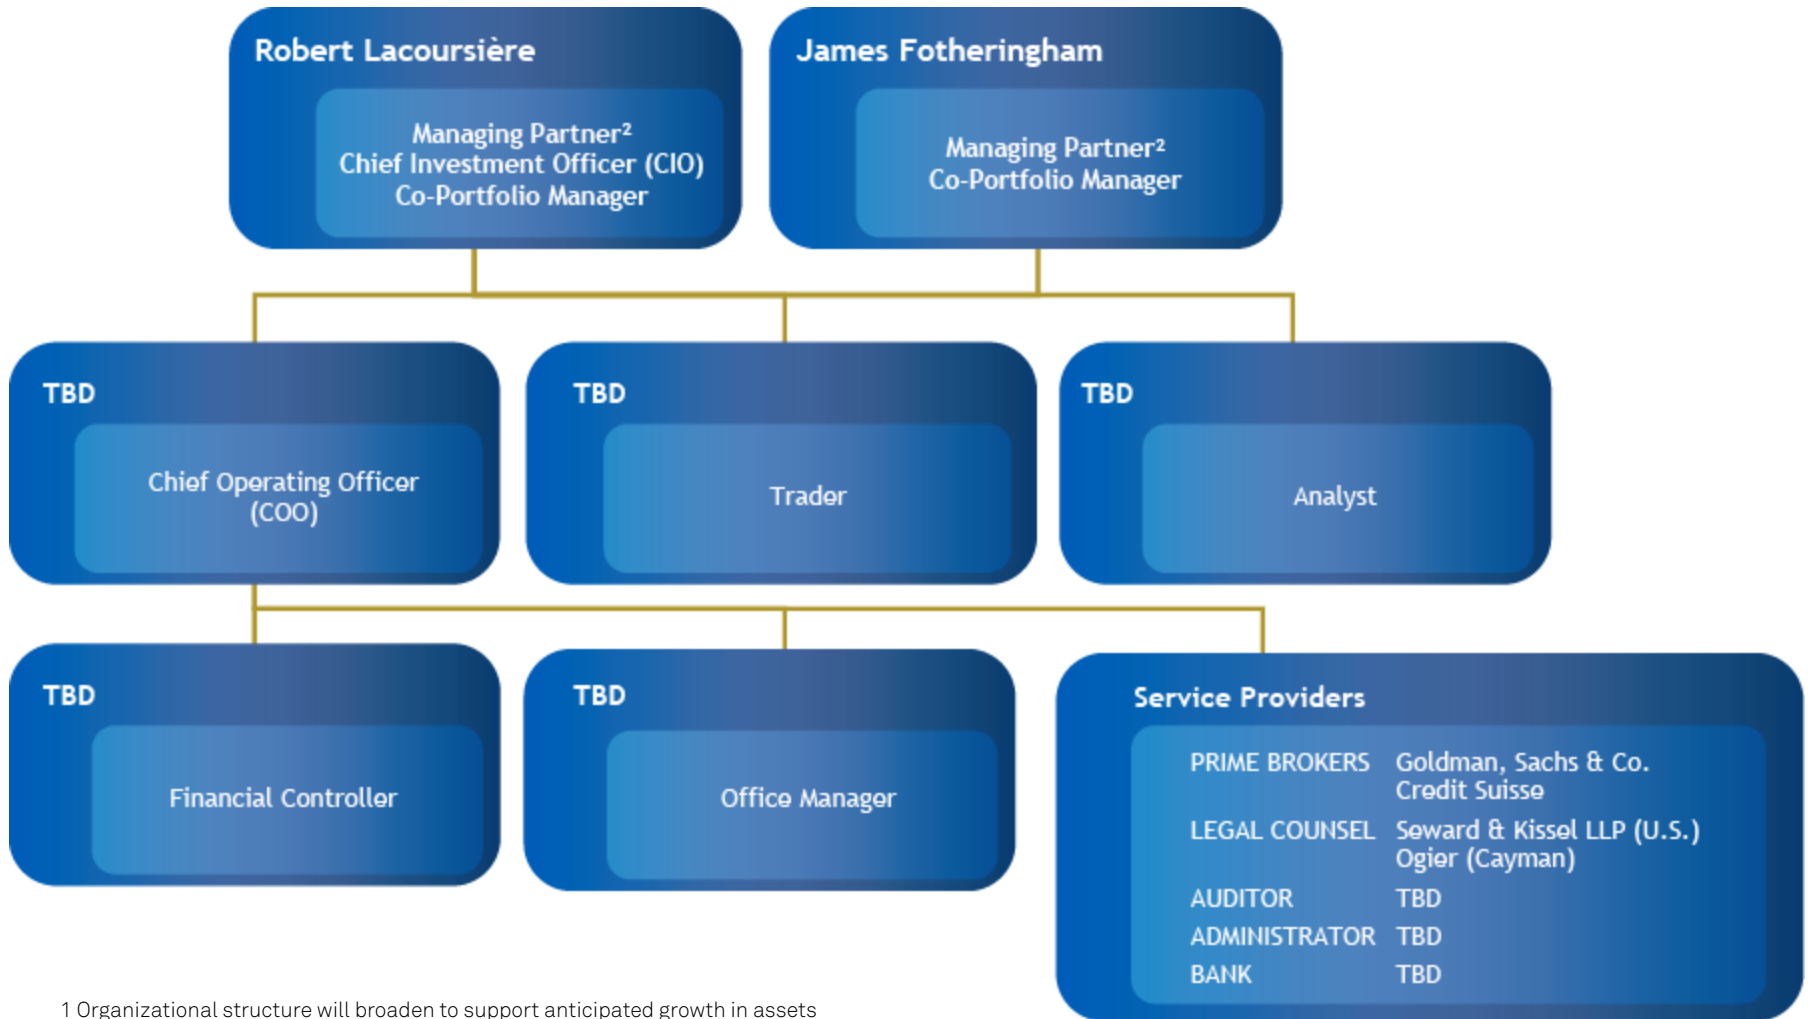 Robert Lacoursière
Managing Partner²
Chief Investment Officer (CIO)
Co-Portfolio Manager
James Fotheringham
Managing Partner²
Co-Portfolio Manager
TBD
Chief Operating Officer
(COO)
TBD
Trader
TBD
Analyst
TBD
Financial Controller
TBD
Office Manager
Service Providers
PRIME BROKERS Goldman, Sachs & Co.
Credit Suisse
LEGAL COUNSEL Seward & Kissel LLP (U.S.)
Ogier (Cayman)
AUDITOR TBD
ADMINISTRATOR TBD
BANK TBD
1 Organizational structure will broaden to support anticipated growth in assets